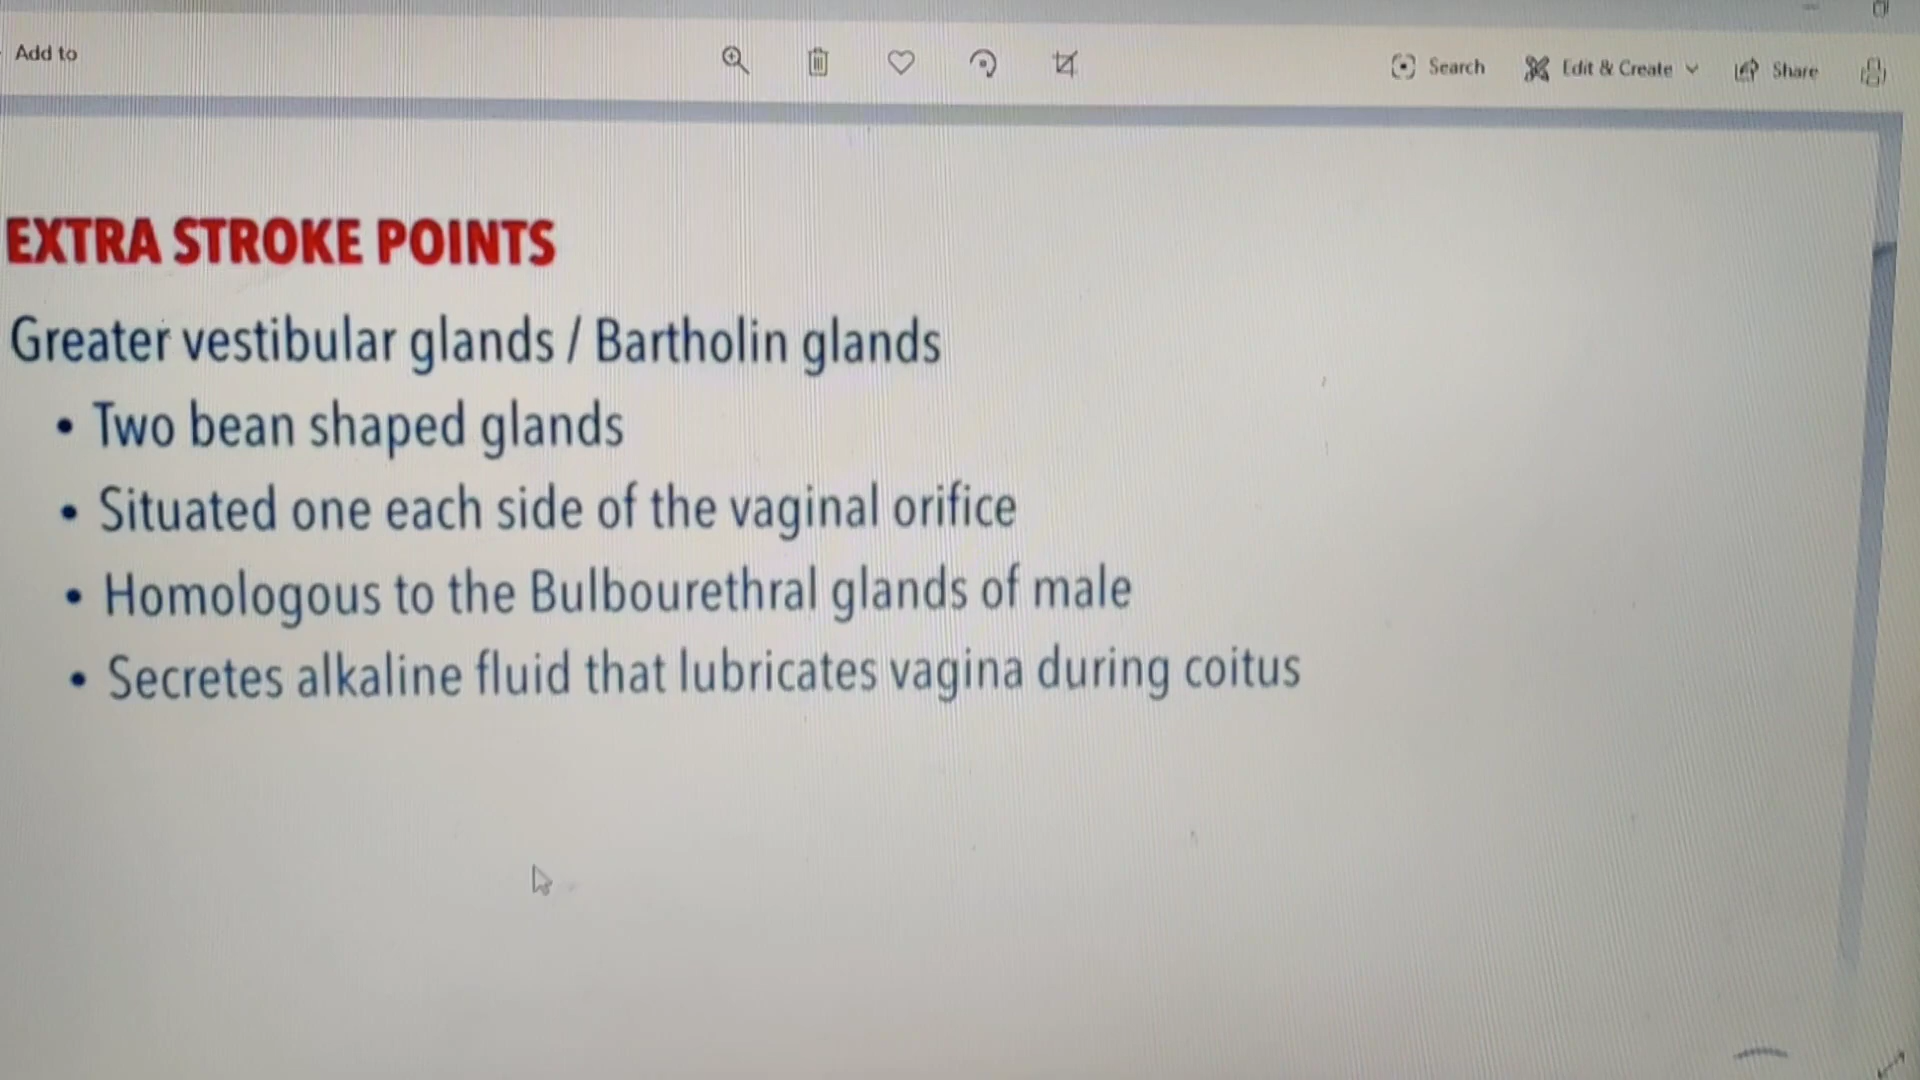 Add to
Search
Edit & Create
Share
EXTRA STROKE POINTS
Greater vestibular glands / Bartholin glands
• Two bean shaped glands
• Situated one each side of the vaginal orifice
• Homologous to the Bulbourethral glands of male
• Secretes alkaline fluid that lubricates vagina during coitus